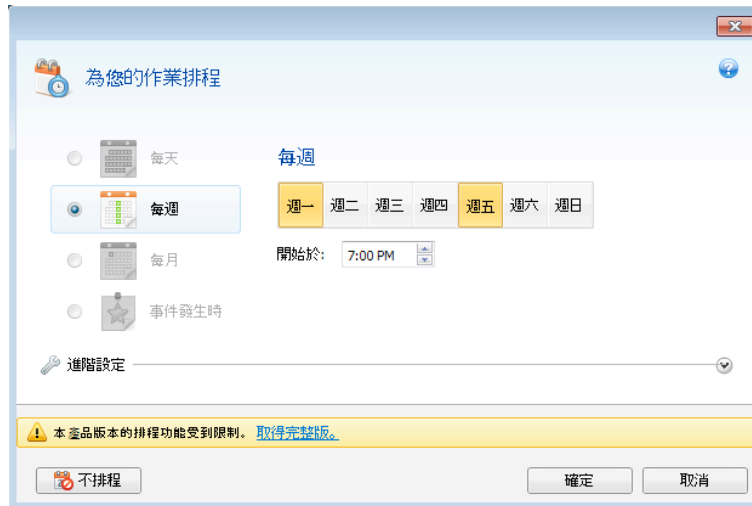 為您的作業排程
每天
每週
每月
事件發生時
每週
週一 週二 週三 週四 週五 週六 週日
開始於: 7:00 PM
進階設定
本產品版本的排程功能受到限制。 取得完整版。
不排程 確定 取消